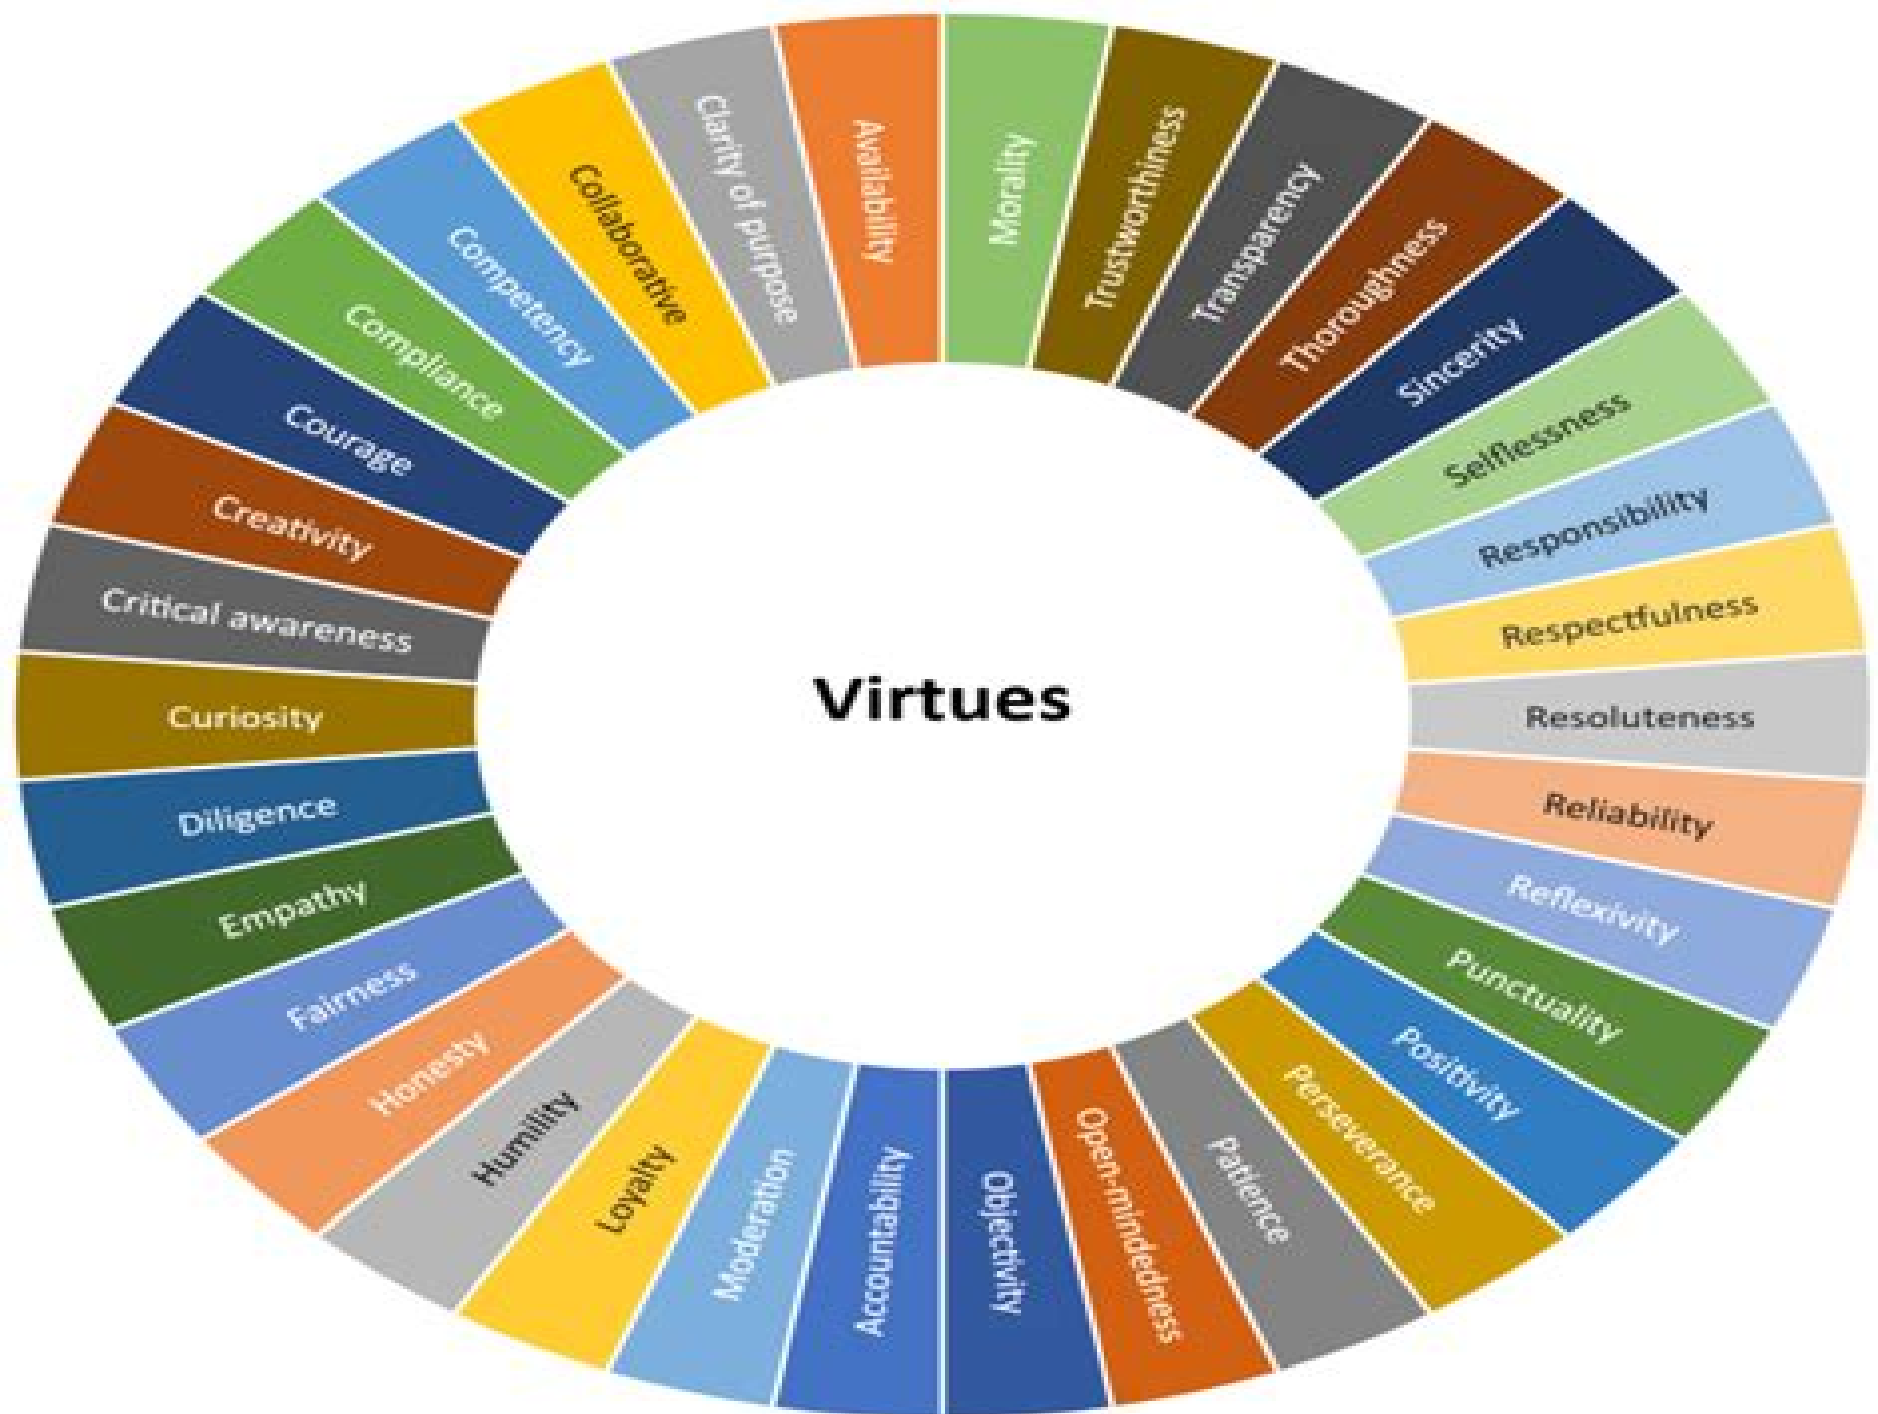 Morality
Trustworthiness
Transparency
Thoroughness
Sincerity
Selflessness
Responsibility
Respectfulness
Resoluteness
Reliability
Reflexivity
Punctuality
Positivity
Perseverance
Patience
Open-mindedness
Objectivity
Accountability
Moderation
Loyalty
Humility
Honesty
Fairness
Empathy
Diligence
Curiosity
Critical awareness
Creativity
Courage
Compliance
Competency
Collaborative
Clarity of purpose
Availability
Virtues